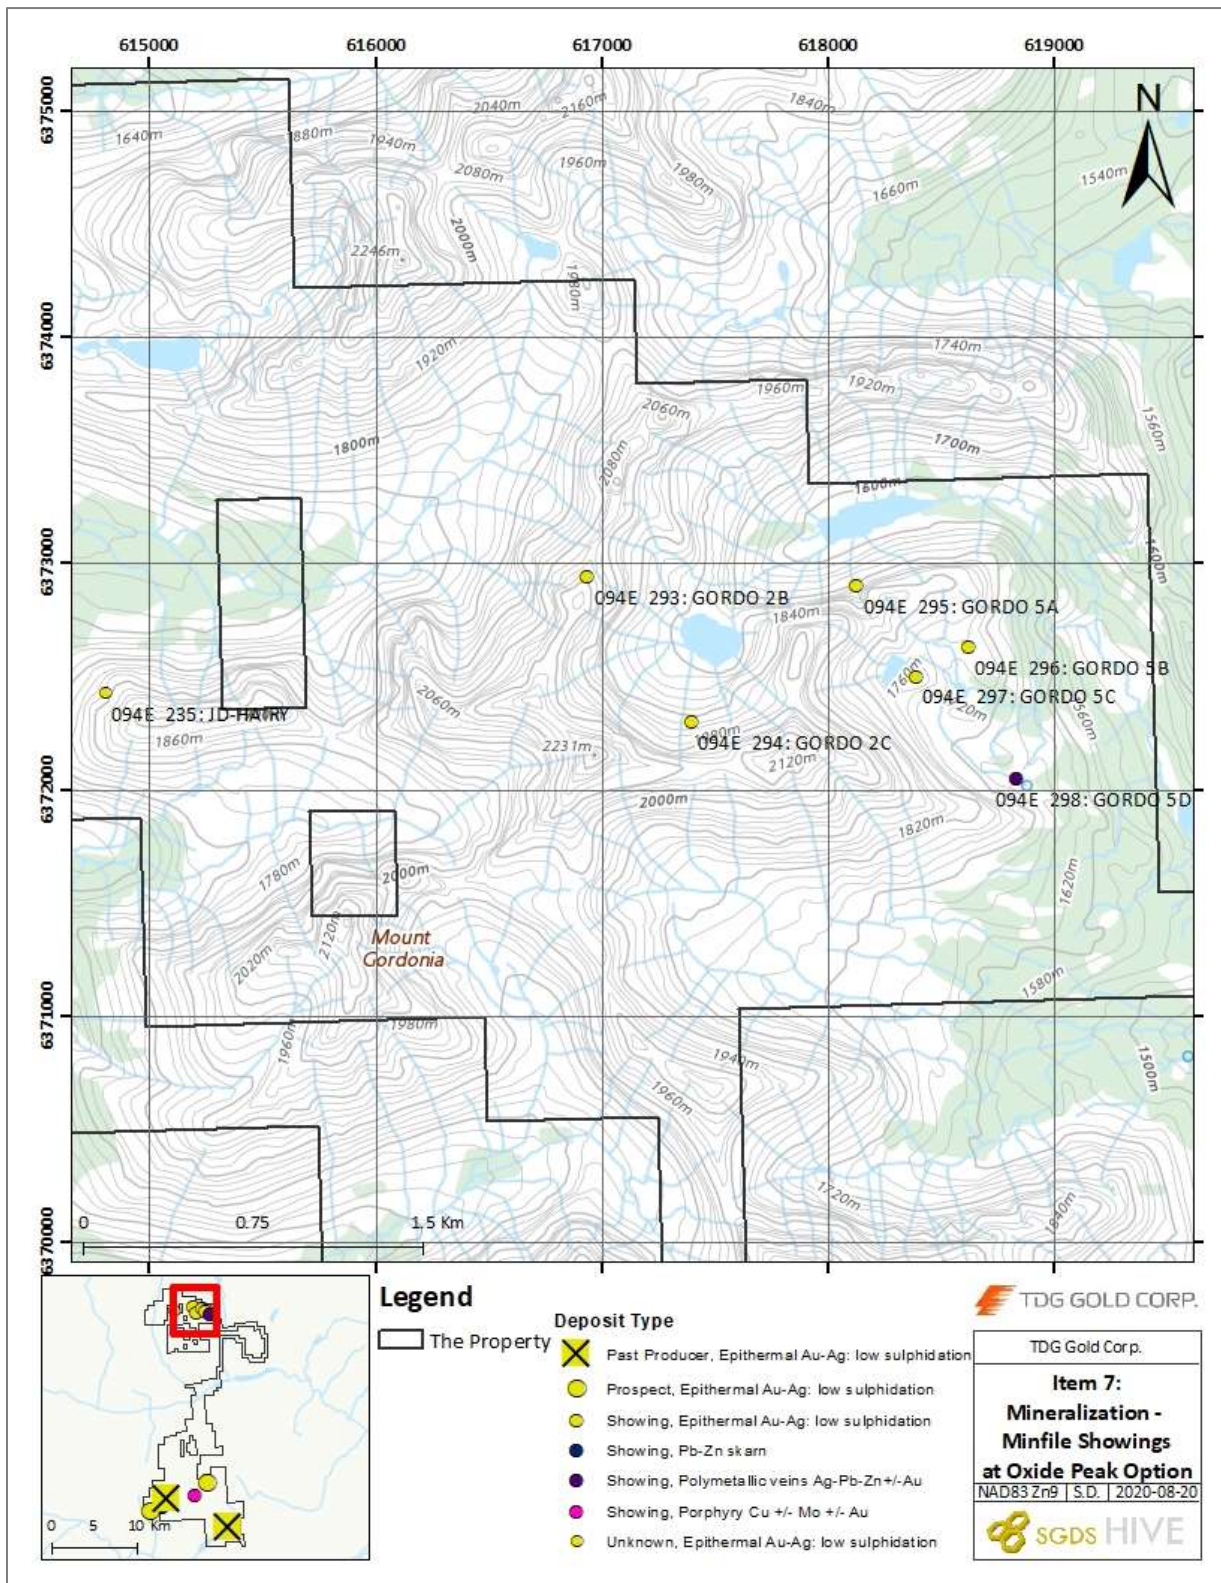 615000 616000 617000 618000 619000
6375000
6374000
6373000
6372000
6371000
6370000
N
1640m
1880m
1940m
2040m
2160m
1840m
2080m
1960m
1980m
1660m
1540m
2246m
2000m
1980m
1920m
1740m
1960m
1920m
2060m
1560m
1800m
2080m
1700m
1600m
1600m
094E 293: GORDO 2B
1840m
094E 295: GORDO 5A
094E 296: GORDO 5B
1760m
094E 297: GORDO 5C
2060m
094E 235: JD-HAIRY
1860m
2231m
094E 294: GORDO 2C
2120m
1560m
2000m
094E 298: GORDO 5D
1820m
1780m
2000m
1620m
2120m
Mount
Gordonia
2020m
1580m
1960m
1980m
1940m
1500m
1960m
1720m
1840m
0 0.75 1.5 Km
0 5 10 Km
Legend
The Property
Deposit Type
Past Producer, Epithermal Au-Ag: low sulphidation
Prospect, Epithermal Au-Ag: low sulphidation
Showing, Epithermal Au-Ag: low sulphidation
Showing, Pb-Zn skarn
Showing, Polymetallic veins Ag-Pb-Zn+/-Au
Showing, Porphyry Cu +/- Mo +/- Au
Unknown, Epithermal Au-Ag: low sulphidation
TDG GOLD CORP.
TDG Gold Corp.
Item 7:
Mineralization -
Minfile Showings
at Oxide Peak Option
NAD83 Zn9 S.D. 2020-08-20
SGDS HIVE